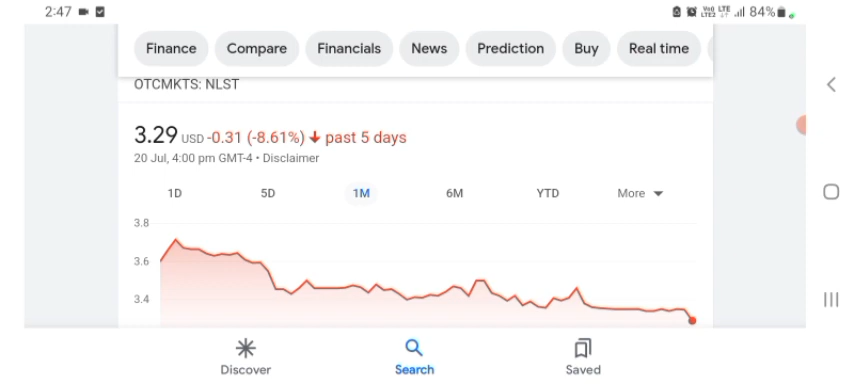 2:47 84%
Finance Compare Financials News Prediction Buy Real time
OTCMKTS: NLST
3.29 USD -0.31 (-8.61%) ↓ past 5 days
20 Jul, 4:00 pm GMT-4 • Disclaimer
1D 5D 1M 6M YTD More
3.8
3.6
3.4
Discover Search Saved